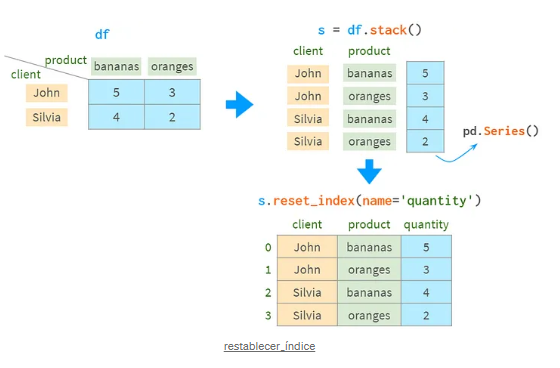 df
product
client
bananas oranges
John 5 3
Silvia 4 2
s = df.stack()
client product
John bananas 5
John oranges 3
Silvia bananas 4
Silvia oranges 2
pd.Series()
s.reset_index(name='quantity')
client product quantity
0 John bananas 5
1 John oranges 3
2 Silvia bananas 4
3 Silvia oranges 2
restablecer_índice